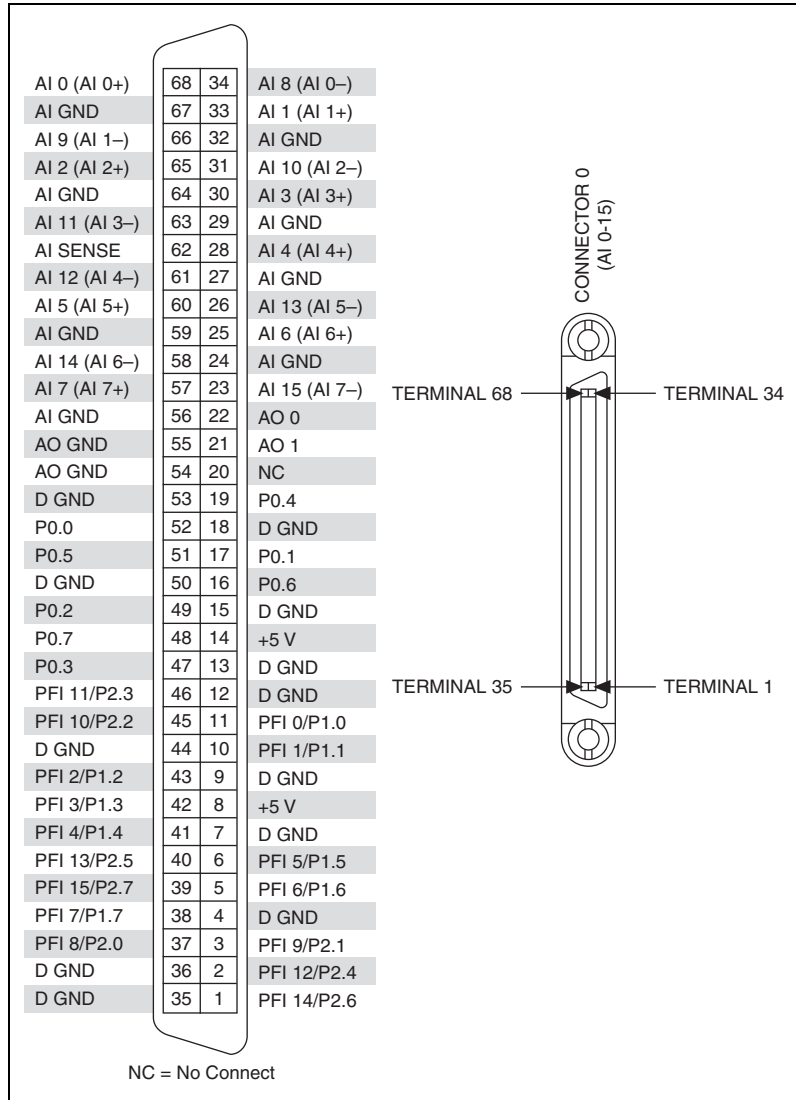 AI 0 (AI 0+) 68 34 AI 8 (AI 0–)
AI GND 67 33 AI 1 (AI 1+)
AI 9 (AI 1–) 66 32 AI GND
AI 2 (AI 2+) 65 31 AI 10 (AI 2–)
AI GND 64 30 AI 3 (AI 3+)
AI 11 (AI 3–) 63 29 AI GND
AI SENSE 62 28 AI 4 (AI 4+)
AI 12 (AI 4–) 61 27 AI GND
AI 5 (AI 5+) 60 26 AI 13 (AI 5–)
AI GND 59 25 AI 6 (AI 6+)
AI 14 (AI 6–) 58 24 AI GND
AI 7 (AI 7+) 57 23 AI 15 (AI 7–)
AI GND 56 22 AO 0
AO GND 55 21 AO 1
AO GND 54 20 NC
D GND 53 19 P0.4
P0.0 52 18 D GND
P0.5 51 17 P0.1
D GND 50 16 P0.6
P0.2 49 15 D GND
P0.7 48 14 +5 V
P0.3 47 13 D GND
PFI 11/P2.3 46 12 D GND
PFI 10/P2.2 45 11 PFI 0/P1.0
D GND 44 10 PFI 1/P1.1
PFI 2/P1.2 43 9 D GND
PFI 3/P1.3 42 8 +5 V
PFI 4/P1.4 41 7 D GND
PFI 13/P2.5 40 6 PFI 5/P1.5
PFI 15/P2.7 39 5 PFI 6/P1.6
PFI 7/P1.7 38 4 D GND
PFI 8/P2.0 37 3 PFI 9/P2.1
D GND 36 2 PFI 12/P2.4
D GND 35 1 PFI 14/P2.6
NC = No Connect
CONNECTOR 0
(AI 0-15)
TERMINAL 68 TERMINAL 34
TERMINAL 35 TERMINAL 1